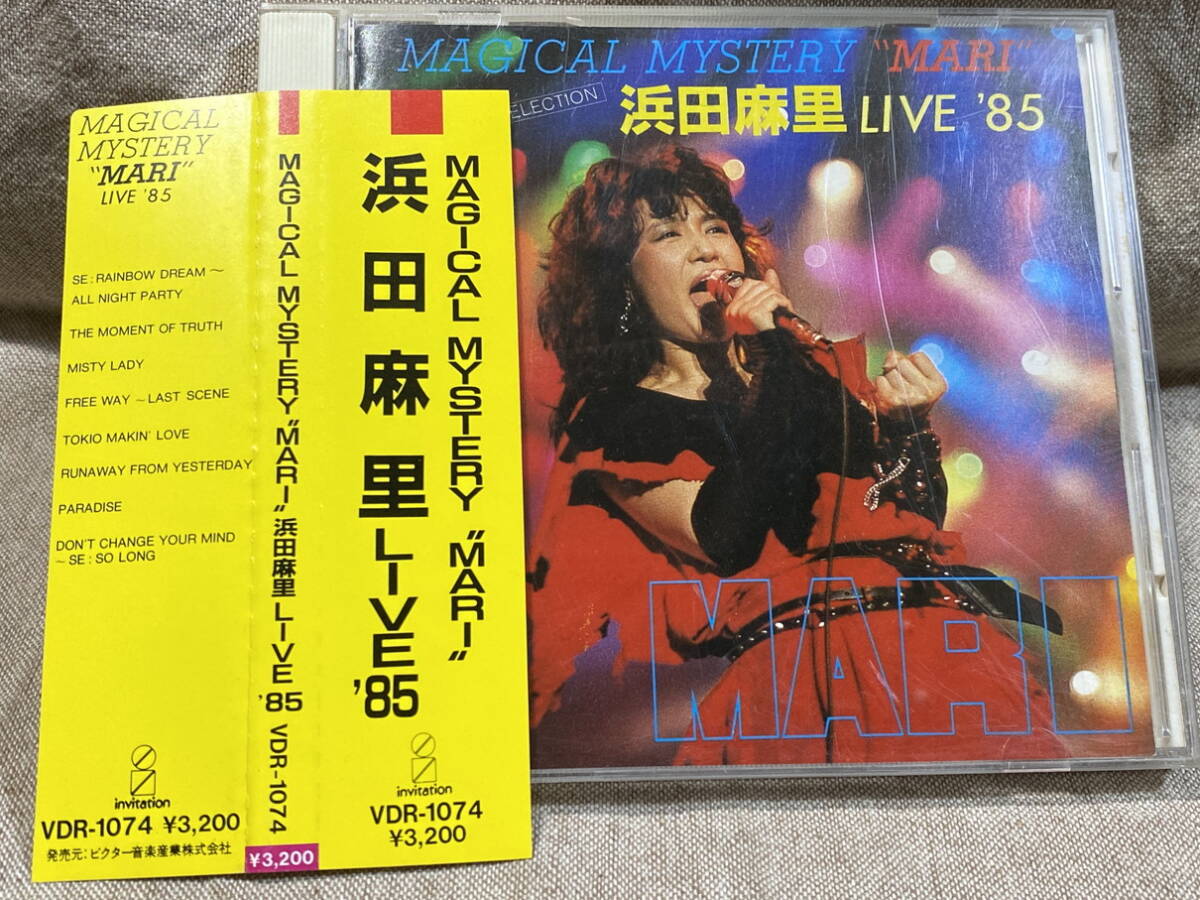 MAGICAL
MYSTERY
"MARI"
LIVE '85
SE : RAINBOW DREAM ～
ALL NIGHT PARTY
THE MOMENT OF TRUTH
MISTY LADY
FREE WAY ～ LAST SCENE
TOKIO MAKIN' LOVE
RUNAWAY FROM YESTERDAY
PARADISE
DON'T CHANGE YOUR MIND
～ SE : SO LONG
invitation
VDR-1074 ¥3,200
発売元：ビクター音楽産業株式会社
MAGICAL MYSTERY "MARI" 浜田麻里 LIVE '85 VDR-1074
¥3,200
MAGICAL MYSTERY "MARI"
浜田麻里 LIVE '85
invitation
VDR-1074
¥3,200
MAGICAL MYSTERY "MARI"
ELECTION
浜田麻里 LIVE '85
MARI